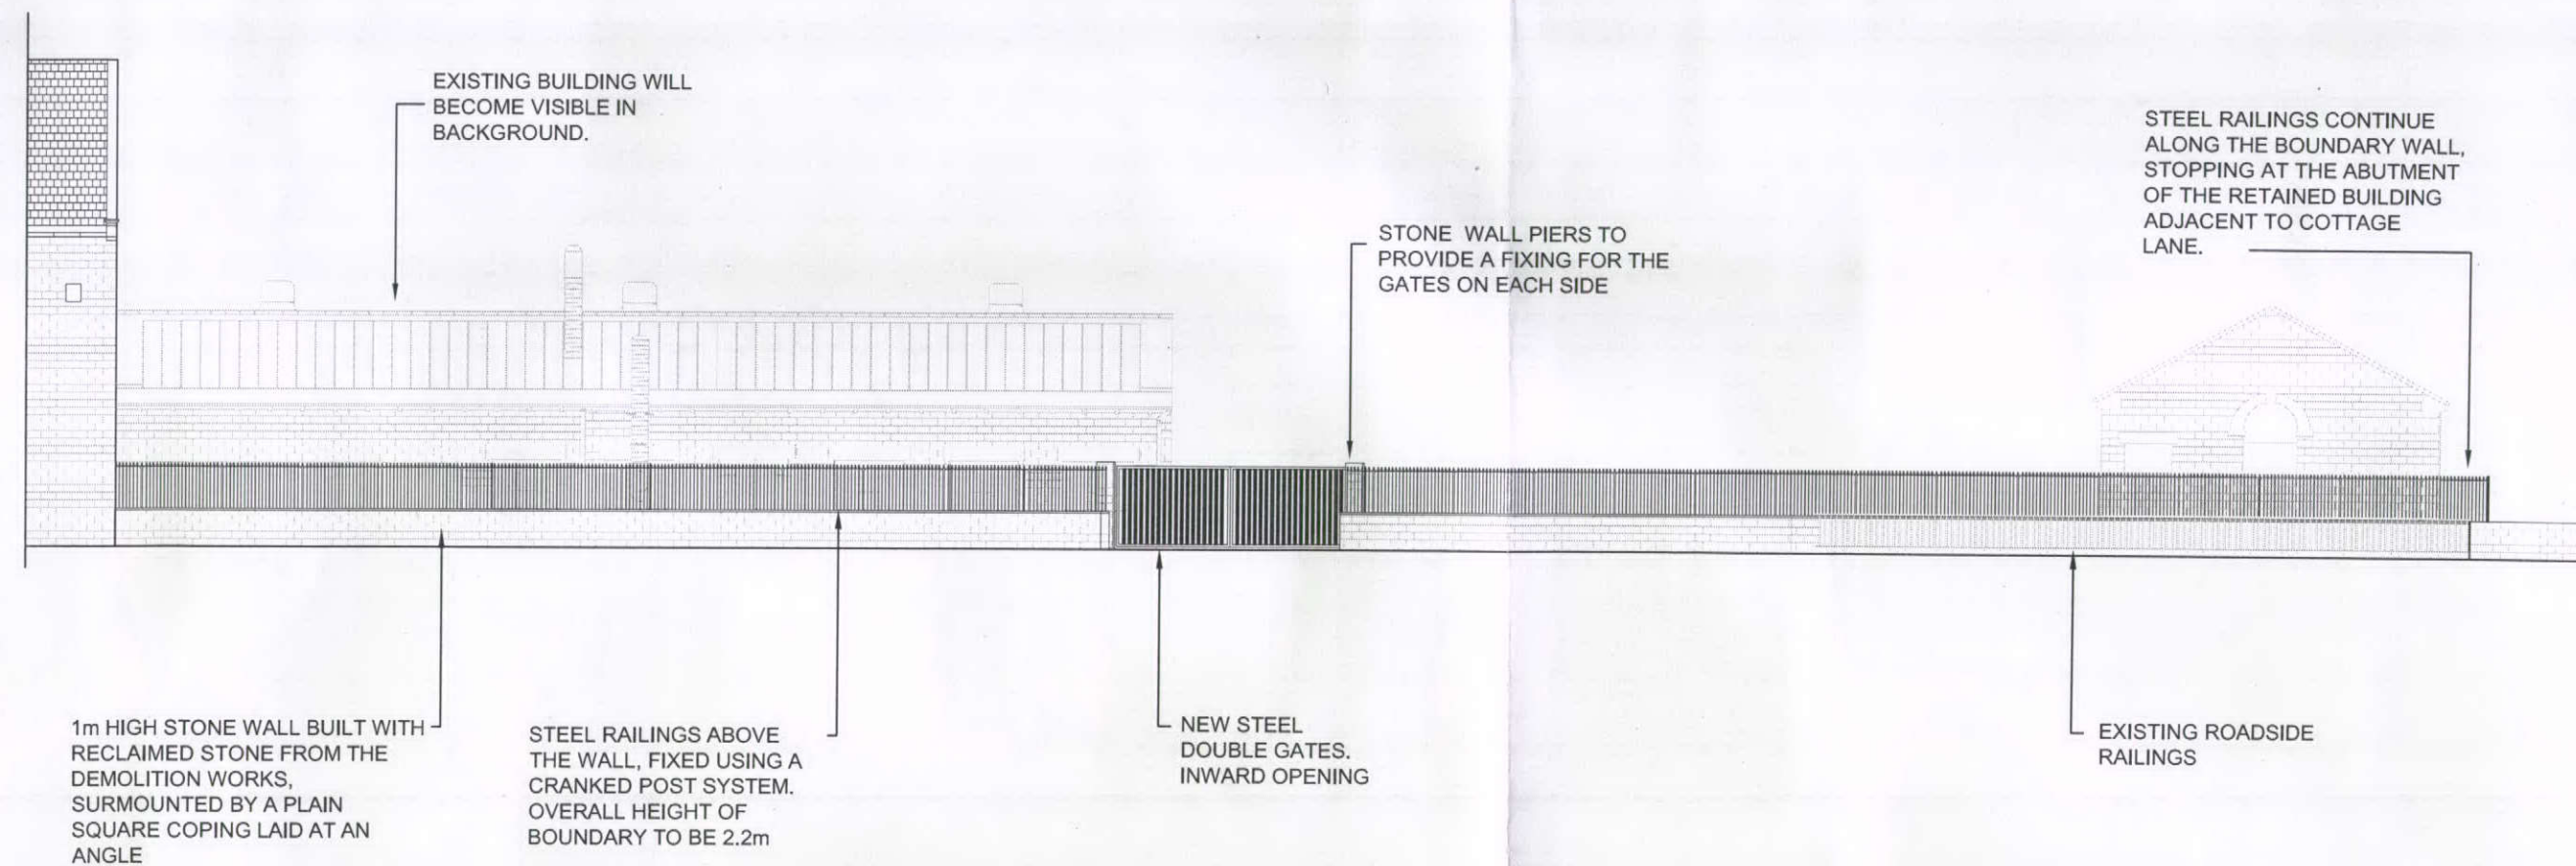 EXISTING BUILDING WILL
BECOME VISIBLE IN
BACKGROUND.
STEEL RAILINGS CONTINUE
ALONG THE BOUNDARY WALL,
STOPPING AT THE ABUTMENT
OF THE RETAINED BUILDING
ADJACENT TO COTTAGE
LANE.
STONE WALL PIERS TO
PROVIDE A FIXING FOR THE
GATES ON EACH SIDE
1m HIGH STONE WALL BUILT WITH
RECLAIMED STONE FROM THE
DEMOLITION WORKS,
SURMOUNTED BY A PLAIN
SQUARE COPING LAID AT AN
ANGLE
STEEL RAILINGS ABOVE
THE WALL, FIXED USING A
CRANKED POST SYSTEM.
OVERALL HEIGHT OF
BOUNDARY TO BE 2.2m
NEW STEEL
DOUBLE GATES.
INWARD OPENING
EXISTING ROADSIDE
RAILINGS